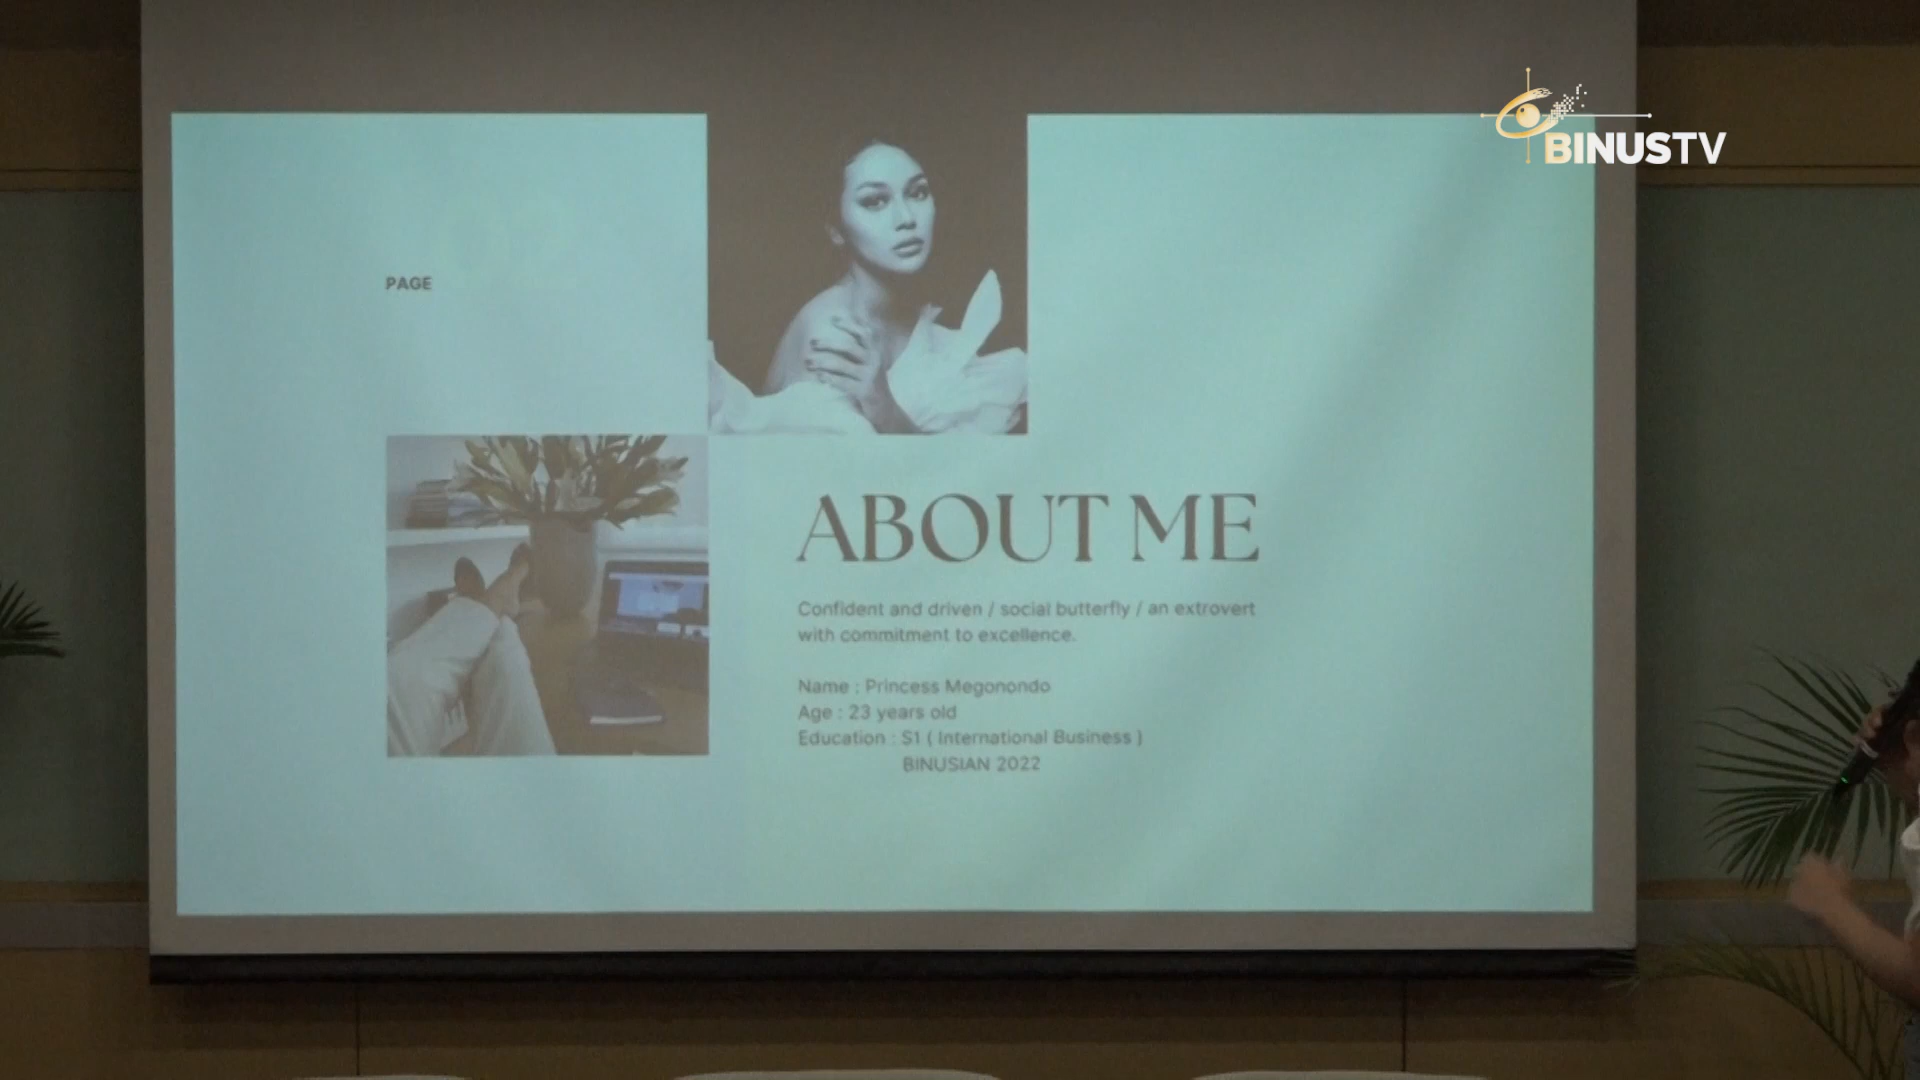 BINUSTV
PAGE
ABOUT ME
Confident and driven / social butterfly / an extrovert
with commitment to excellence.
Name : Princess Megonondo
Age : 23 years old
Education : S1 ( International Business )
BINUSIAN 2022